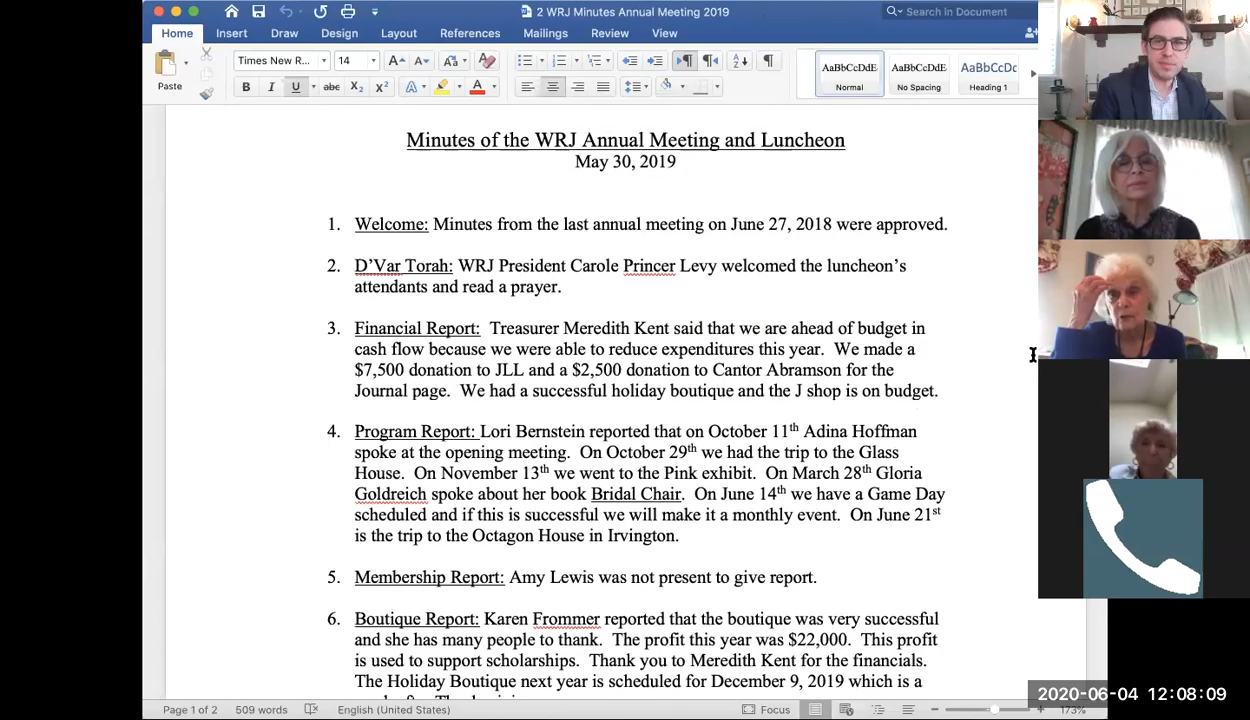 2 WRJ Minutes Annual Meeting 2019
Search in Document
Home Insert Draw Design Layout References Mailings Review View
Paste
Times New R... 14
AaBbCcDdE AaBbCcDdE AaBbCcDc
Normal No Spacing Heading 1
Minutes of the WRJ Annual Meeting and Luncheon
May 30, 2019
1. Welcome: Minutes from the last annual meeting on June 27, 2018 were approved.
2. D’Var Torah: WRJ President Carole Princer Levy welcomed the luncheon’s
attendants and read a prayer.
3. Financial Report: Treasurer Meredith Kent said that we are ahead of budget in
cash flow because we were able to reduce expenditures this year. We made a
$7,500 donation to JLL and a $2,500 donation to Cantor Abramson for the
Journal page. We had a successful holiday boutique and the J shop is on budget.
4. Program Report: Lori Bernstein reported that on October 11th Adina Hoffman
spoke at the opening meeting. On October 29th we had the trip to the Glass
House. On November 13th we went to the Pink exhibit. On March 28th Gloria
Goldreich spoke about her book Bridal Chair. On June 14th we have a Game Day
scheduled and if this is successful we will make it a monthly event. On June 21st
is the trip to the Octagon House in Irvington.
5. Membership Report: Amy Lewis was not present to give report.
6. Boutique Report: Karen Frommer reported that the boutique was very successful
and she has many people to thank. The profit this year was $22,000. This profit
is used to support scholarships. Thank you to Meredith Kent for the financials.
The Holiday Boutique next year is scheduled for December 9, 2019 which is a
Page 1 of 2 509 words English (United States) Focus 173%
2020-06-04 12:08:09